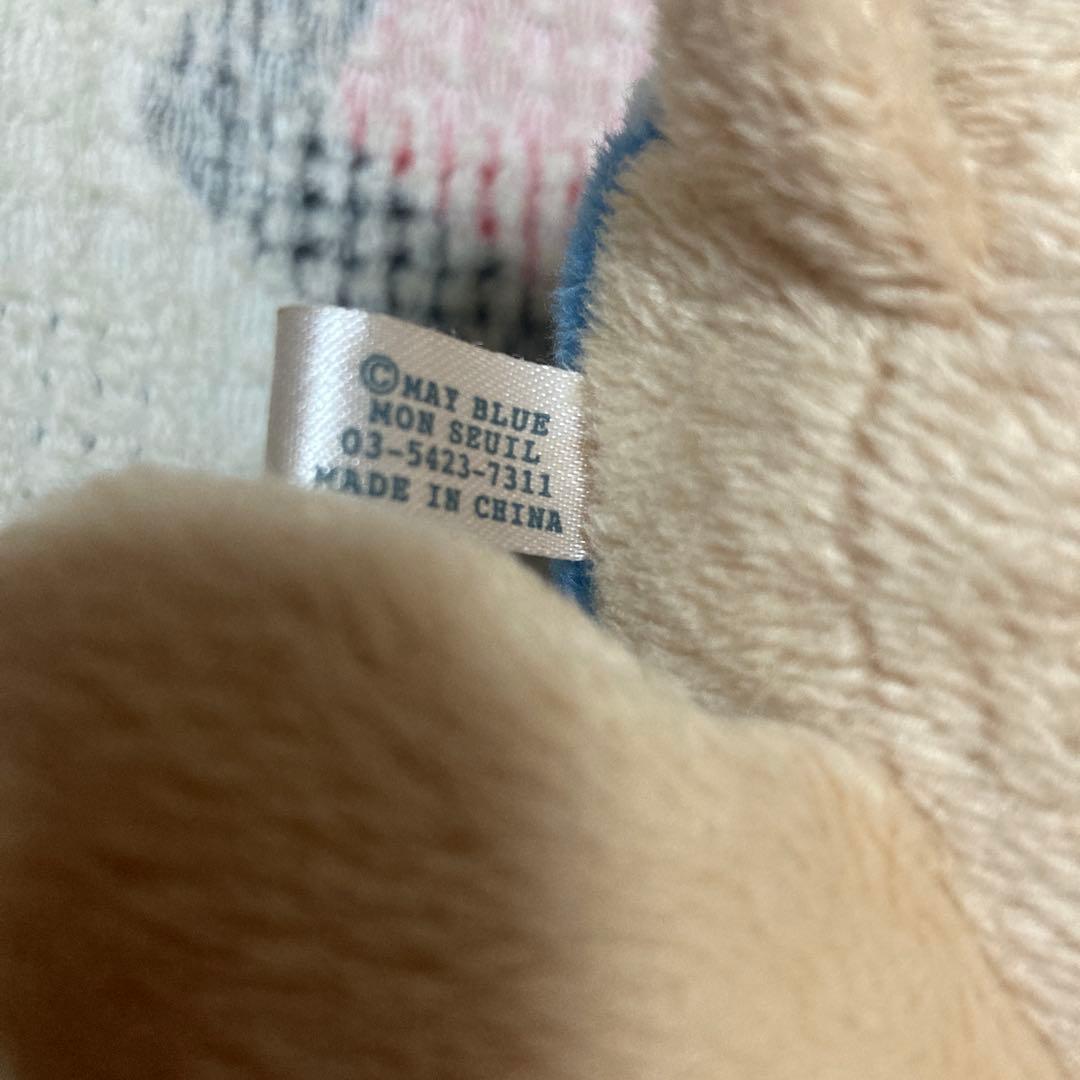 ©MAY BLUE
MON SEUIL
03-5423-7311
MADE IN CHINA